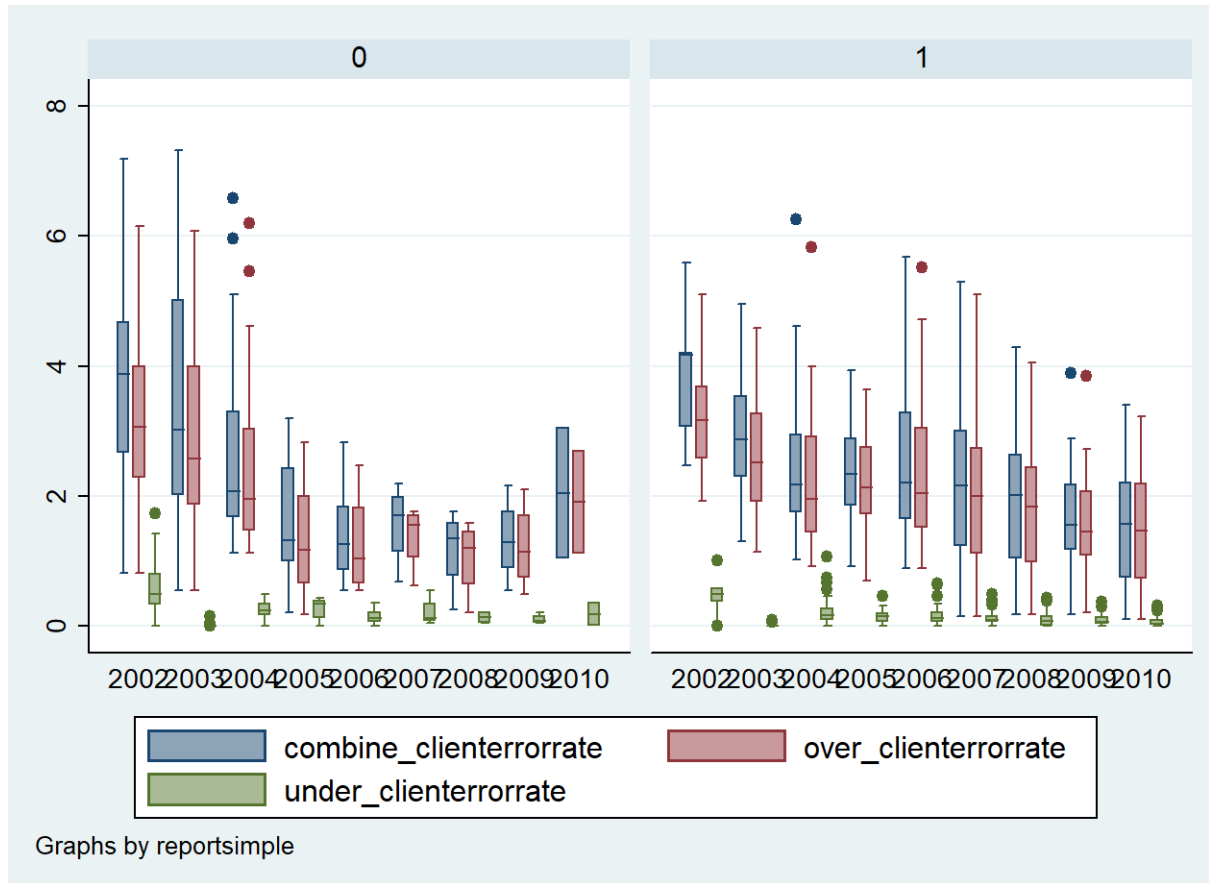 0 1
8
6
4
2
0
2002 2003 2004 2005 2006 2007 2008 2009 2010 2002 2003 2004 2005 2006 2007 2008 2009 2010
combine_clienterrorrate over_clienterrorrate
under_clienterrorrate
Graphs by reportsimple